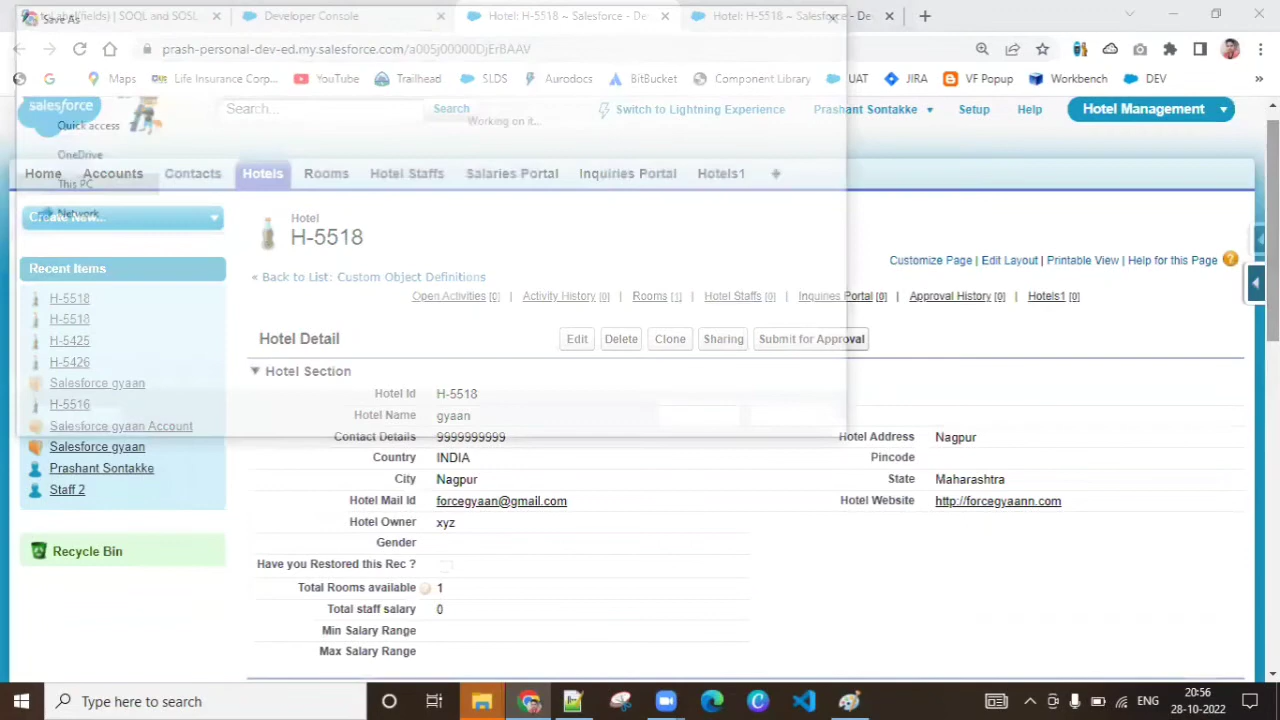 Save As
(fields) | SOQL and SOSL
Developer Console
Hotel: H-5518 ~ Salesforce - De
Hotel: H-5518 ~ Salesforce - De
prash-personal-dev-ed.my.salesforce.com/a005j00000DjErBAAV
Maps
Life Insurance Corp...
YouTube
Trailhead
SLDS
Aurodocs
BitBucket
Component Library
UAT
JIRA
VF Popup
Workbench
DEV
»
salesforce
Search...
Search
Switch to Lightning Experience
Prashant Sontakke
Setup
Help
Hotel Management
Quick access
Working on it...
OneDrive
This PC
Network
Home
Accounts
Contacts
Hotels
Rooms
Hotel Staffs
Salaries Portal
Inquiries Portal
Hotels1
+
Create New...
Hotel
H-5518
Customize Page | Edit Layout | Printable View | Help for this Page
Recent Items
« Back to List: Custom Object Definitions
Open Activities [0] | Activity History [0] | Rooms [1] | Hotel Staffs [0] | Inquiries Portal [0] | Approval History [0] | Hotels1 [0]
H-5518
H-5518
H-5425
H-5426
Salesforce gyaan
H-5516
Salesforce gyaan Account
Salesforce gyaan
Prashant Sontakke
Staff 2
Recycle Bin
Hotel Detail
Edit
Delete
Clone
Sharing
Submit for Approval
Hotel Section
Hotel Id H-5518
Hotel Name gyaan
Contact Details 9999999999
Hotel Address Nagpur
Country INDIA
Pincode
City Nagpur
State Maharashtra
Hotel Mail Id forcegyaan@gmail.com
Hotel Website http://forcegyaann.com
Hotel Owner xyz
Gender
Have you Restored this Rec ?
Total Rooms available 1
Total staff salary 0
Min Salary Range
Max Salary Range
Type here to search
ENG
20:56
28-10-2022